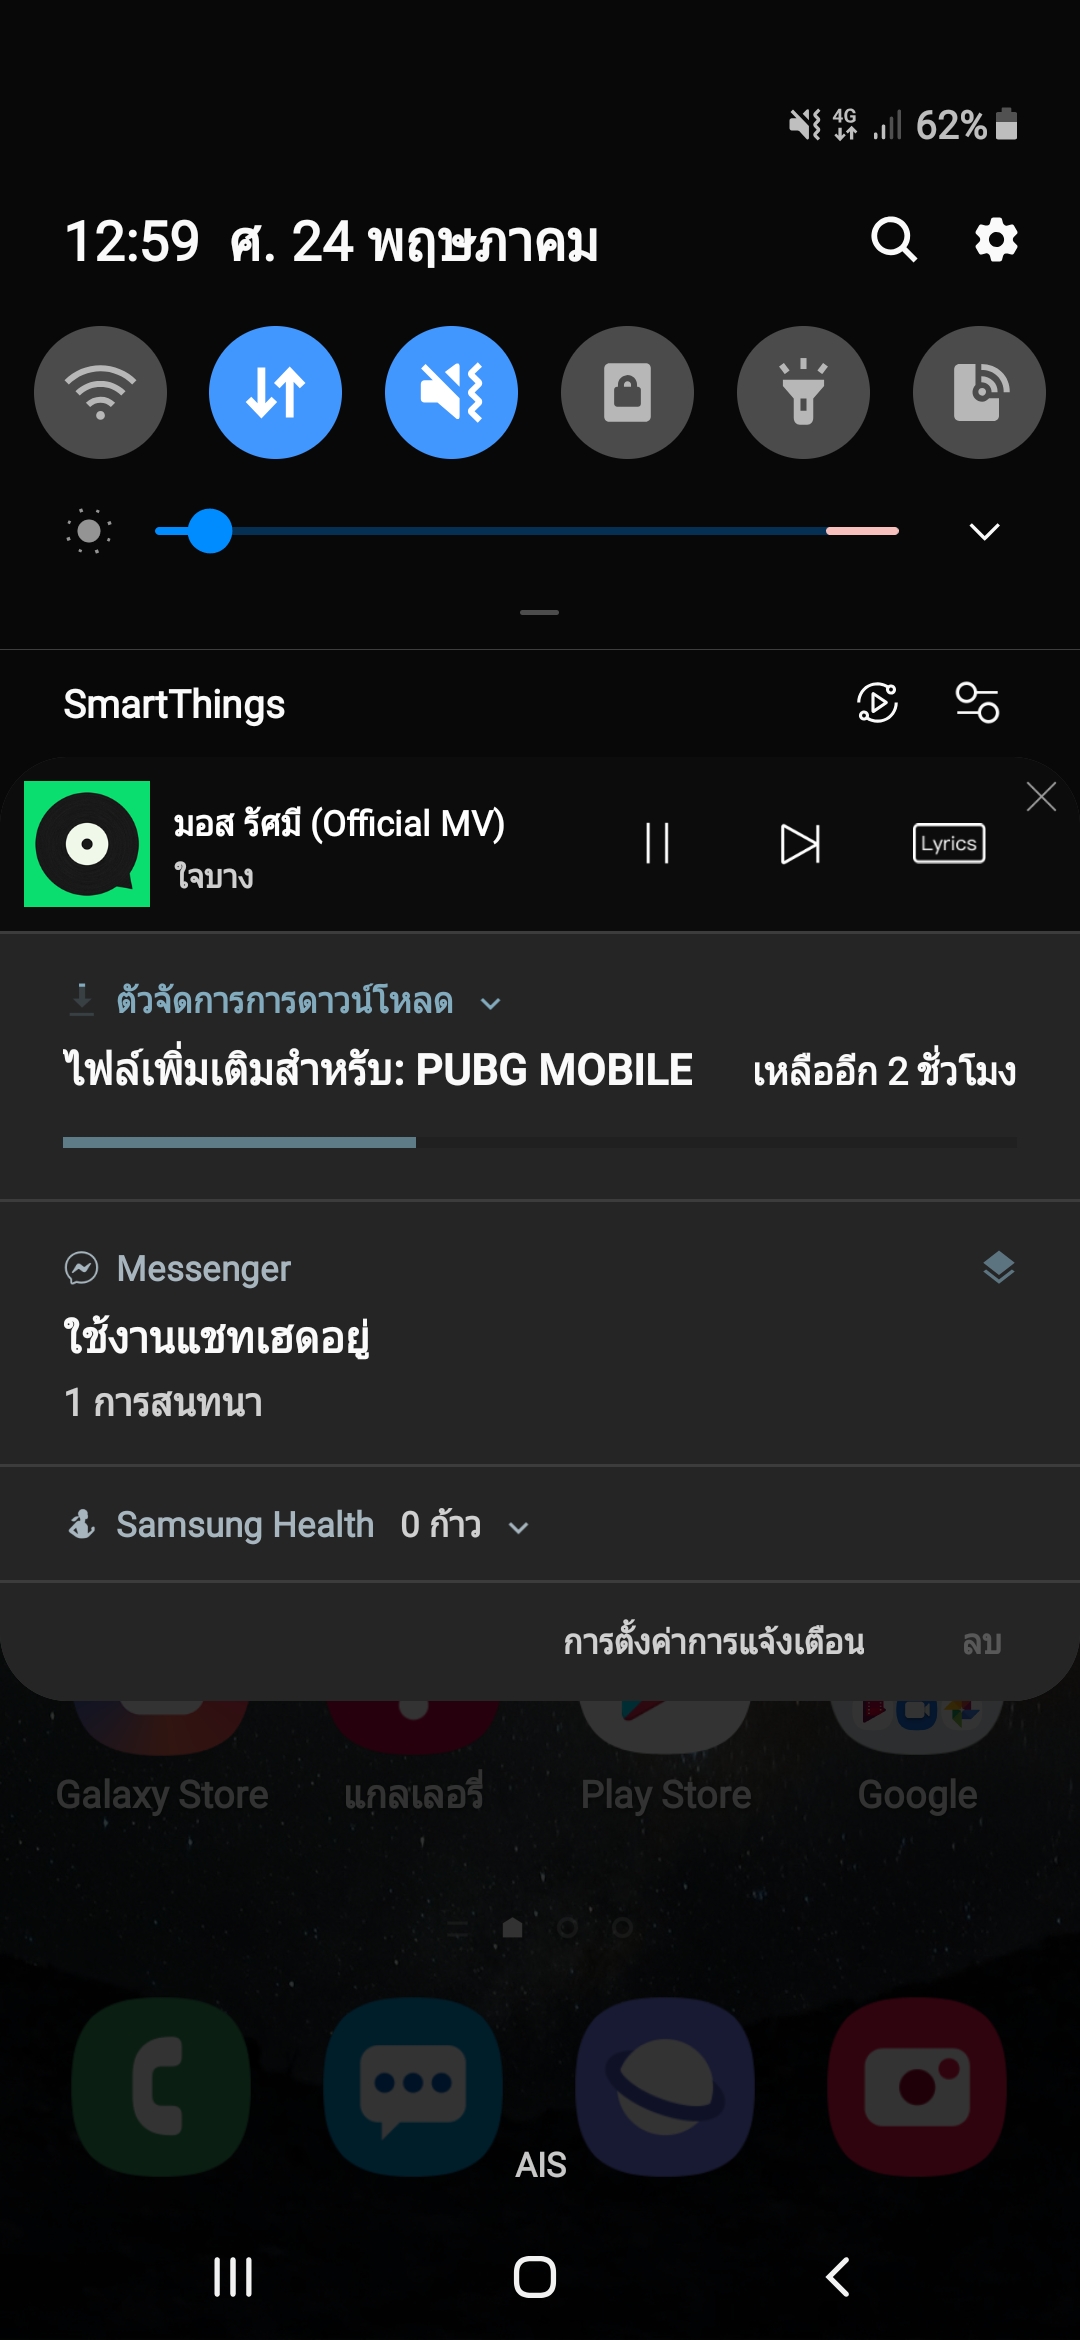 4G 62%
12:59 ศ. 24 พฤษภาคม
SmartThings
มอส รัศมี (Official MV)
ใจบาง
Lyrics
ตัวจัดการการดาวน์โหลด
ไฟล์เพิ่มเติมสำหรับ: PUBG MOBILE เหลืออีก 2 ชั่วโมง
Messenger
ใช้งานแชทเฮดอยู่
1 การสนทนา
Samsung Health 0 ก้าว
การตั้งค่าการแจ้งเตือน ลบ
Galaxy Store แกลเลอรี่ Play Store Google
AIS